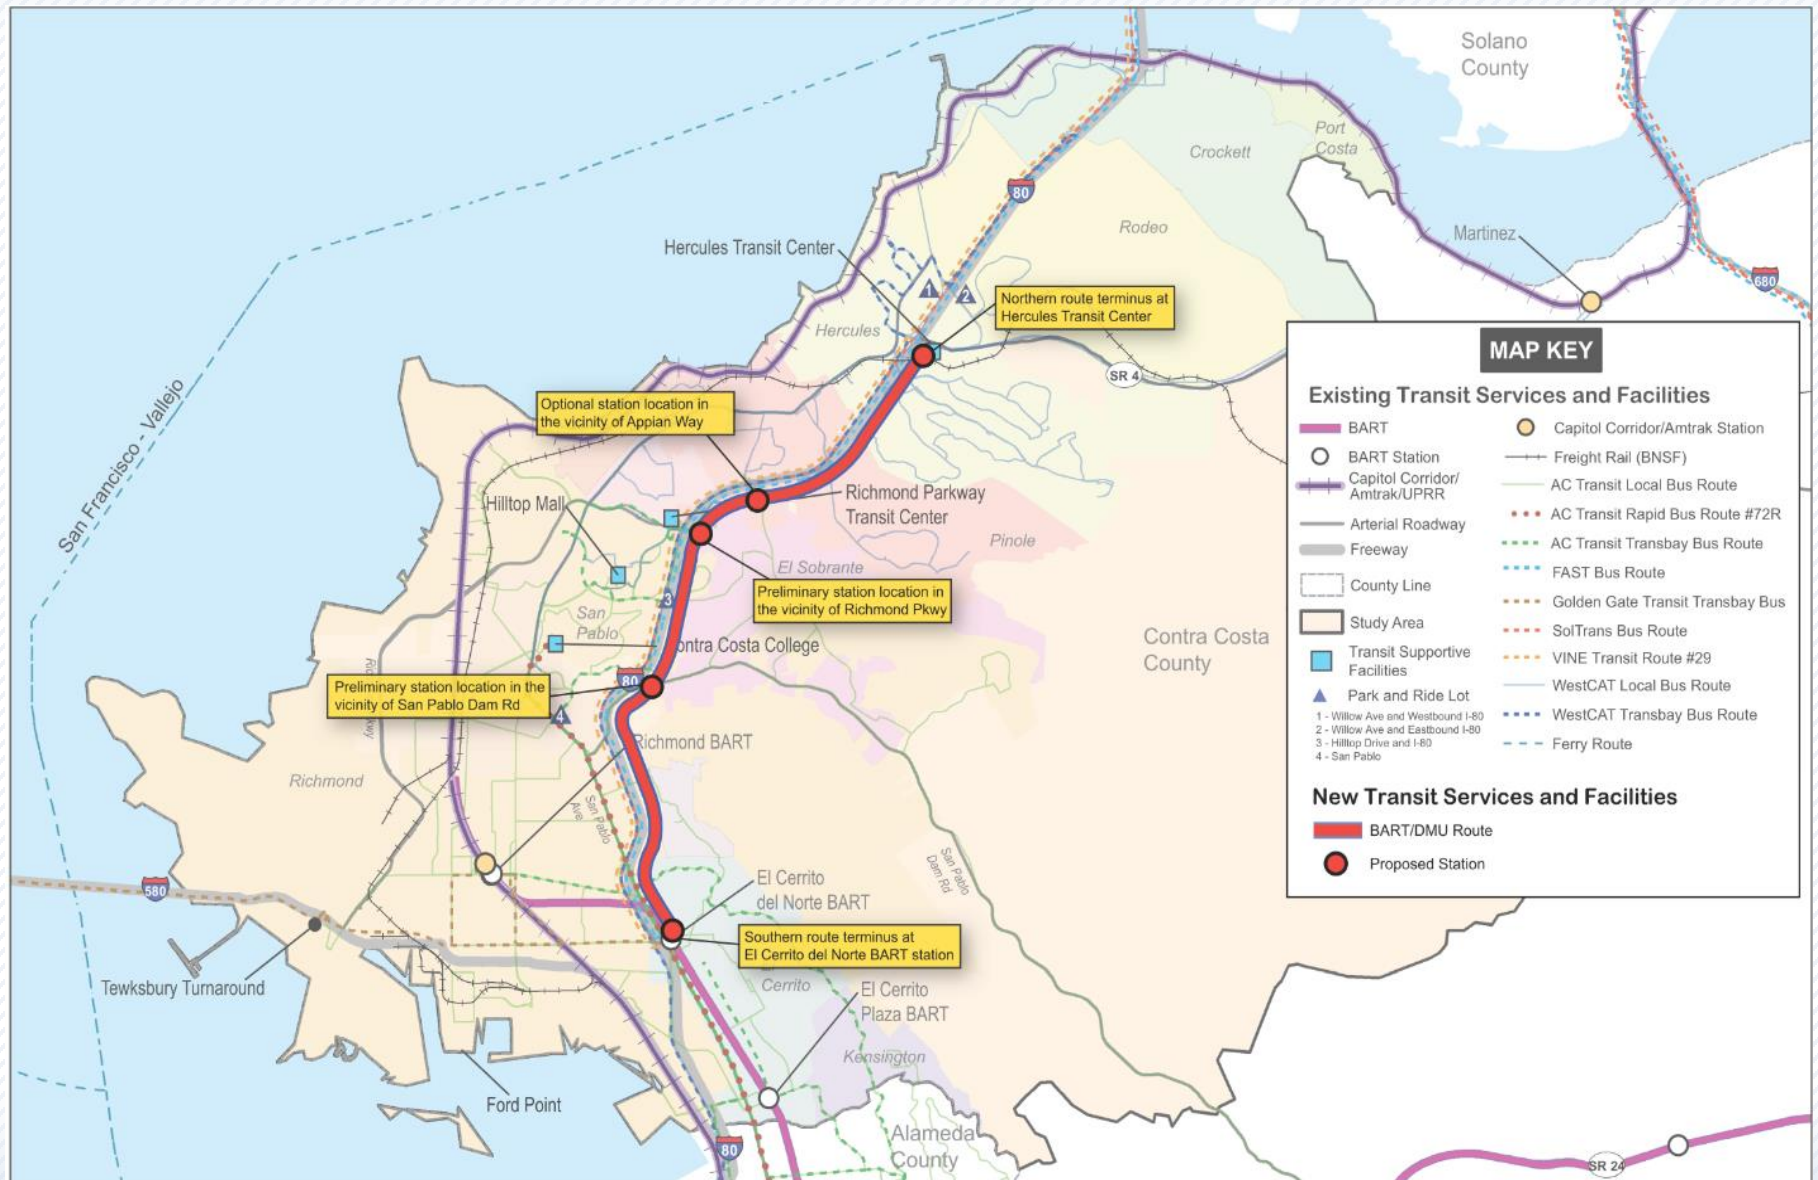 Solano
County
Port
Costa
Crockett
80
Rodeo
Hercules Transit Center
Martinez
680
1
2
Northern route terminus at
Hercules Transit Center
Hercules
SR 4
San Francisco - Vallejo
Optional station location in
the vicinity of Appian Way
Hilltop Mall
Richmond Parkway
Transit Center
Pinole
El Sobrante
Preliminary station location in
the vicinity of Richmond Pkwy
3
San
Pablo
ontra Costa College
Contra Costa
County
80
Preliminary station location in the
vicinity of San Pablo Dam Rd
4
Richmond BART
Richmond
San Pablo
Ave
San Pablo
Dam Rd
580
El Cerrito
del Norte BART
Southern route terminus at
El Cerrito del Norte BART station
Cerrito
Tewksbury Turnaround
El Cerrito
Plaza BART
Kensington
Ford Point
Alameda
County
80
SR 24
MAP KEY
Existing Transit Services and Facilities
BART
BART Station
Capitol Corridor/
Amtrak/UPRR
Arterial Roadway
Freeway
County Line
Study Area
Transit Supportive
Facilities
Park and Ride Lot
1 - Willow Ave and Westbound I-80
2 - Willow Ave and Eastbound I-80
3 - Hilltop Drive and I-80
4 - San Pablo
Capitol Corridor/Amtrak Station
Freight Rail (BNSF)
AC Transit Local Bus Route
AC Transit Rapid Bus Route #72R
AC Transit Transbay Bus Route
FAST Bus Route
Golden Gate Transit Transbay Bus
SolTrans Bus Route
VINE Transit Route #29
WestCAT Local Bus Route
WestCAT Transbay Bus Route
Ferry Route
New Transit Services and Facilities
BART/DMU Route
Proposed Station